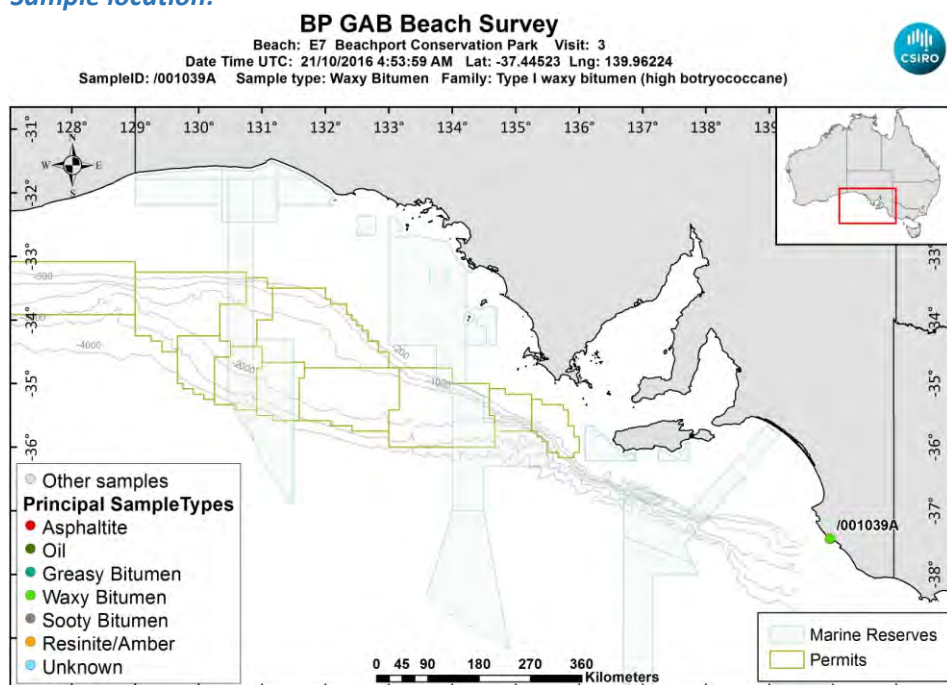 Sample location:
BP GAB Beach Survey
Beach: E7 Beachport Conservation Park Visit: 3
Date Time UTC: 21/10/2016 4:53:59 AM Lat: -37.44523 Lng: 139.96224
SampleID: /001039A Sample type: Waxy Bitumen Family: Type I waxy bitumen (high botryococcane)
CSIRO
128° 129° 130° 131° 132° 133° 134° 135° 136° 137° 138° 139
-31°
-32°
-33°
-34°
-35°
-36°
-37°
-38°
N
W E
S
-31°
-34°
-35°
-36°
-37°
-38°
-4000
-2000
-200
-1000
/001039A
Other samples
Principal SampleTypes
Asphaltite
Oil
Greasy Bitumen
Waxy Bitumen
Sooty Bitumen
Resinite/Amber
Unknown
0 45 90 180 270 360
Kilometers
Marine Reserves
Permits